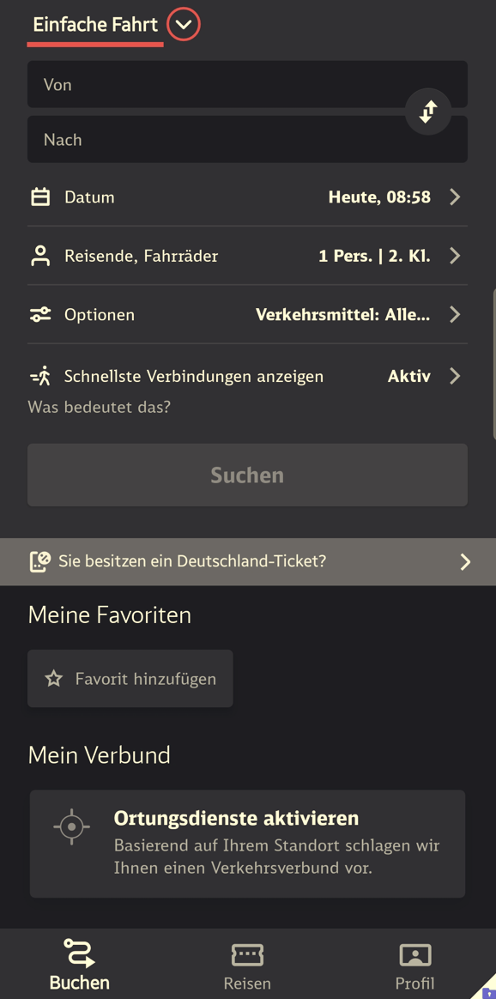 Einfache Fahrt
Von
Nach
Datum Heute, 08:58
Reisende, Fahrräder 1 Pers. | 2. Kl.
Optionen Verkehrsmittel: Alle...
Schnellste Verbindungen anzeigen Aktiv
Was bedeutet das?
Suchen
Sie besitzen ein Deutschland-Ticket?
Meine Favoriten
Favorit hinzufügen
Mein Verbund
Ortungsdienste aktivieren
Basierend auf Ihrem Standort schlagen wir
Ihnen einen Verkehrsverbund vor.
Buchen Reisen Profil